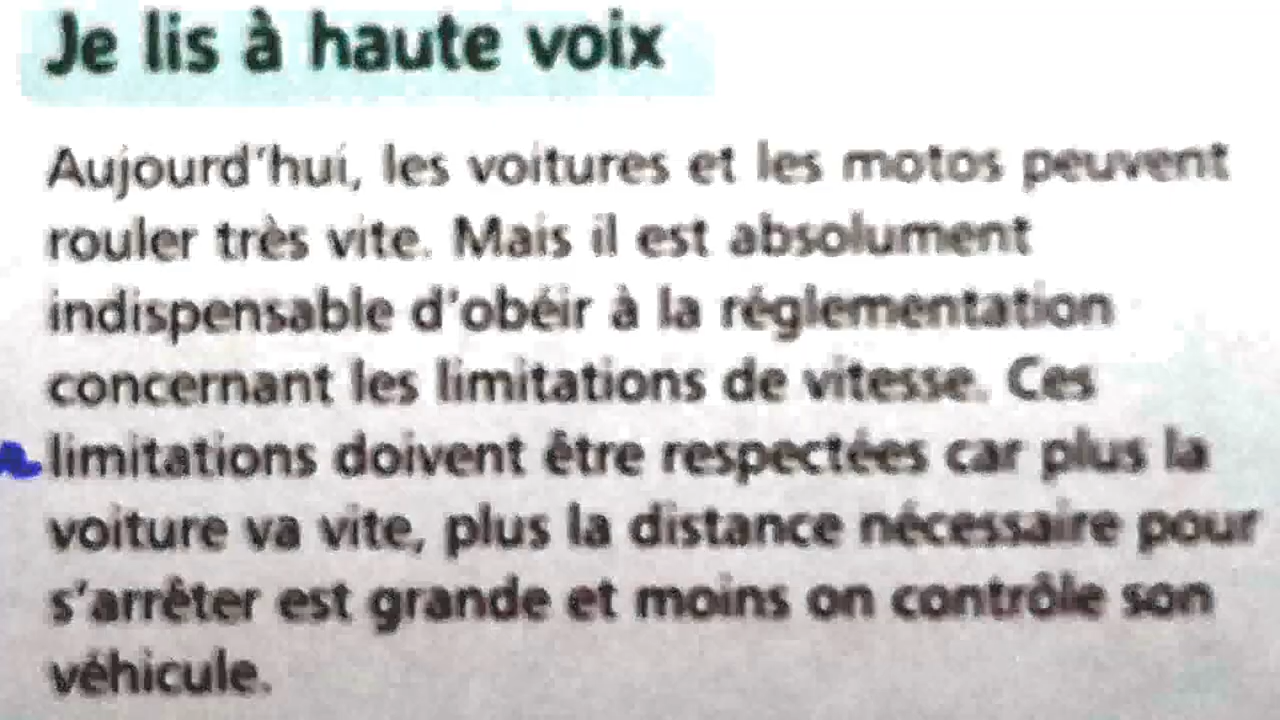 Je lis à haute voix
Aujourd'hui, les voitures et les motos peuvent
rouler très vite. Mais il est absolument
indispensable d'obéir à la réglementation
concernant les limitations de vitesse. Ces
limitations doivent être respectées car plus la
voiture va vite, plus la distance nécessaire pour
s'arrêter est grande et moins on contrôle son
véhicule.